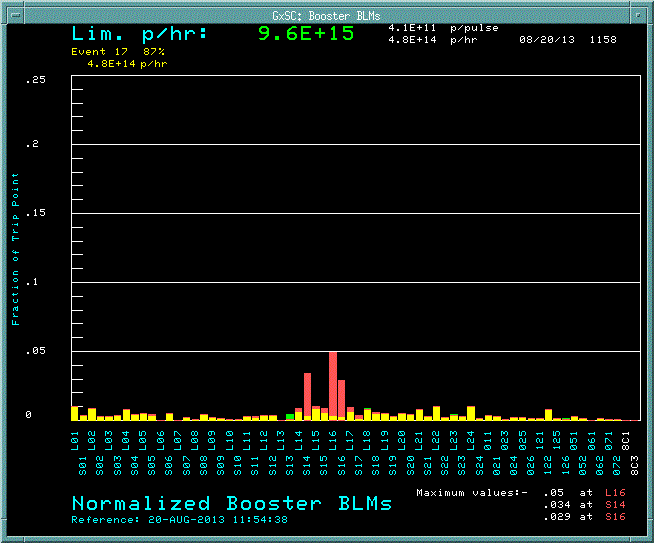 GxSC: Booster BLMs
Lim. p/hr: 9.6E+15
4.1E+11 p/pulse
4.8E+14 p/hr 08/20/13 1158
Event 17 87%
4.8E+14 p/hr
.25
.2
.15
.1
.05
0
Fraction of Trip Point
L01 L02 L03 L04 L05 L06 L07 L08 L09 L10 L11 L12 L13 L14 L15 L16 L17 L18 L19 L20 L21 L22 L23 L24 011 023 024 025 121 125 051 061 071 8C1
S01 S02 S03 S04 S05 S06 S07 S08 S09 S10 S11 S12 S13 S14 S15 S16 S17 S18 S19 S20 S21 S22 S23 S24 012 022 026 122 126 052 062 072 8C3
Normalized Booster BLMs
Reference: 20-AUG-2013 11:54:38
Maximum values:- .05 at L16
.034 at S14
.029 at S16